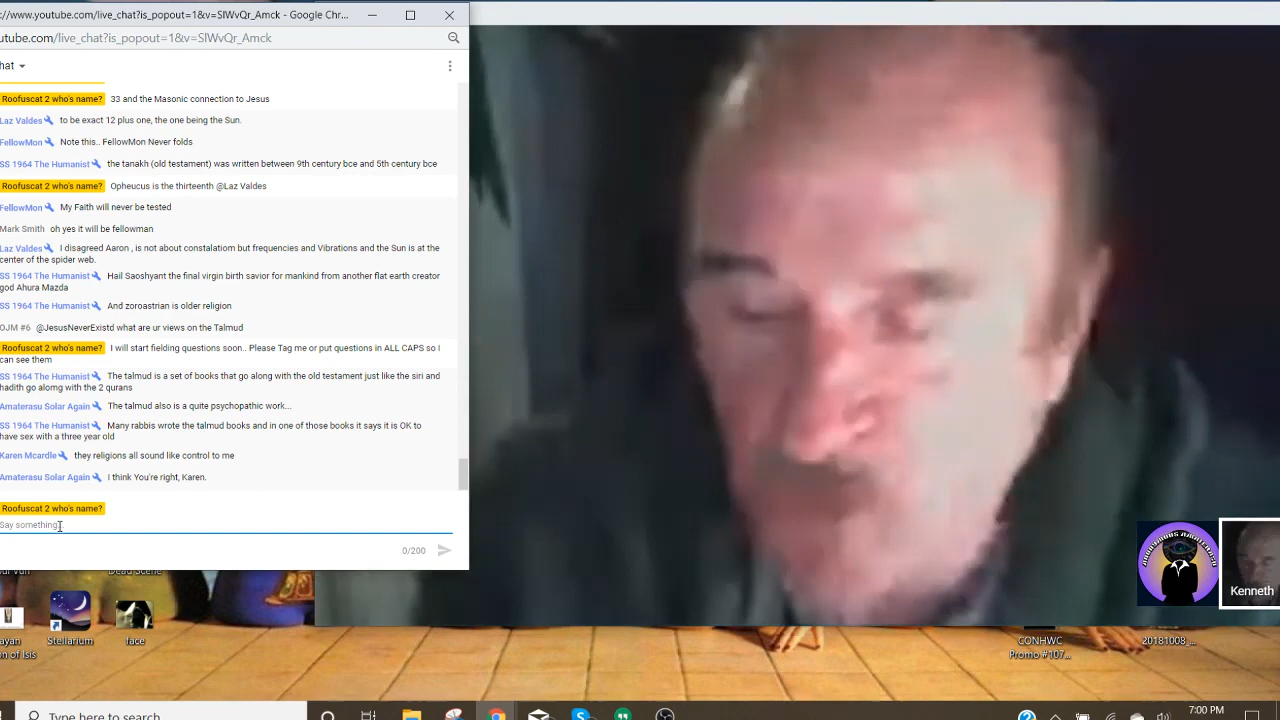 ://www.youtube.com/live_chat?is_popout=1&v=SlWvQr_Amck - Google Chr...
utube.com/live_chat?is_popout=1&v=SlWvQr_Amck
hat
Roofuscat 2 who's name? 33 and the Masonic connection to Jesus
Laz Valdes to be exact 12 plus one, the one being the Sun.
FellowMon Note this.. FellowMon Never folds
SS 1964 The Humanist the tanakh (old testament) was written between 9th century bce and 5th century bce
Roofuscat 2 who's name? Opheucus is the thirteenth @Laz Valdes
FellowMon My Faith will never be tested
Mark Smith oh yes it will be fellowman
Laz Valdes I disagreed Aaron , is not about constalatiom but frequencies and Vibrations and the Sun is at the
center of the spider web.
SS 1964 The Humanist Hail Saoshyant the final virgin birth savior for mankind from another flat earth creator
god Ahura Mazda
SS 1964 The Humanist And zoroastrian is older religion
OJM #6 @JesusNeverExistd what are ur views on the Talmud
Roofuscat 2 who's name? I will start fielding questions soon.. Please Tag me or put questions in ALL CAPS so I
can see them
SS 1964 The Humanist The talmud is a set of books that go along with the old testament just like the siri and
hadith go alomg with the 2 qurans
Amaterasu Solar Again The talmud also is a quite psychopathic work...
SS 1964 The Humanist Many rabbis wrote the talmud books and in one of those books it says it is OK to
have sex with a three year old
Karen Mcardle they religions all sound like control to me
Amaterasu Solar Again I think You're right, Karen.
Roofuscat 2 who's name?
Say something...
0/200
Kenneth
Dead Scene
ayan
on of Isis
Stellarium
face
CONHWC
Promo #107...
20181008_...
Type here to search
7:00 PM